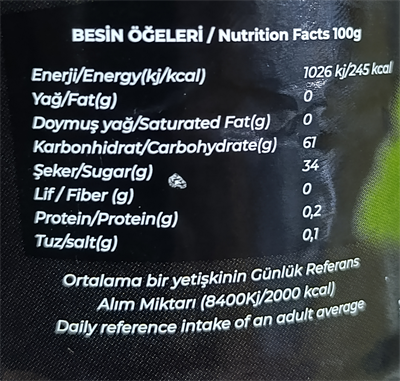 BESİN ÖĞELERİ / Nutrition Facts 100g
Enerji/Energy(kj/kcal) 1026 kj/245 kcal
Yağ/Fat(g) 0
Doymuş yağ/Saturated Fat(g) 0
Karbonhidrat/Carbohydrate(g) 61
Şeker/Sugar(g) 34
Lif / Fiber (g) 0
Protein/Protein(g) 0,2
Tuz/salt(g) 0,1
Ortalama bir yetişkinin Günlük Referans
Alım Miktarı (8400Kj/2000 kcal)
Daily reference intake of an adult average